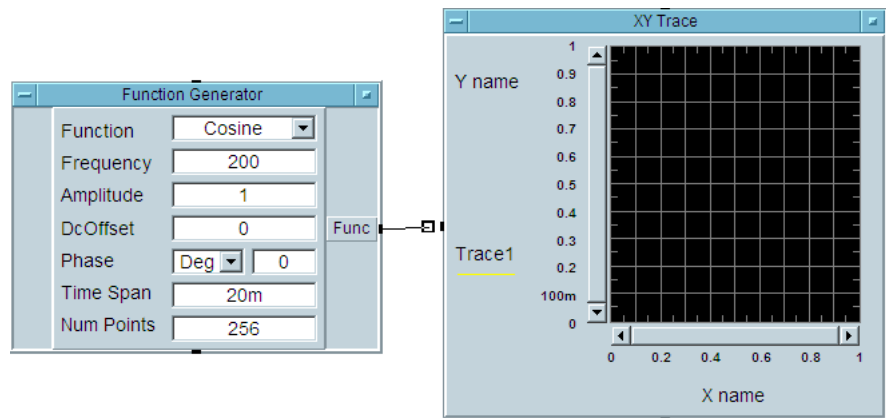 Function Generator
Function Cosine
Frequency 200
Amplitude 1
DcOffset 0
Phase Deg 0
Time Span 20m
Num Points 256
Func
XY Trace
Y name
Trace1
1
0.9
0.8
0.7
0.6
0.5
0.4
0.3
0.2
100m
0
0 0.2 0.4 0.6 0.8 1
X name